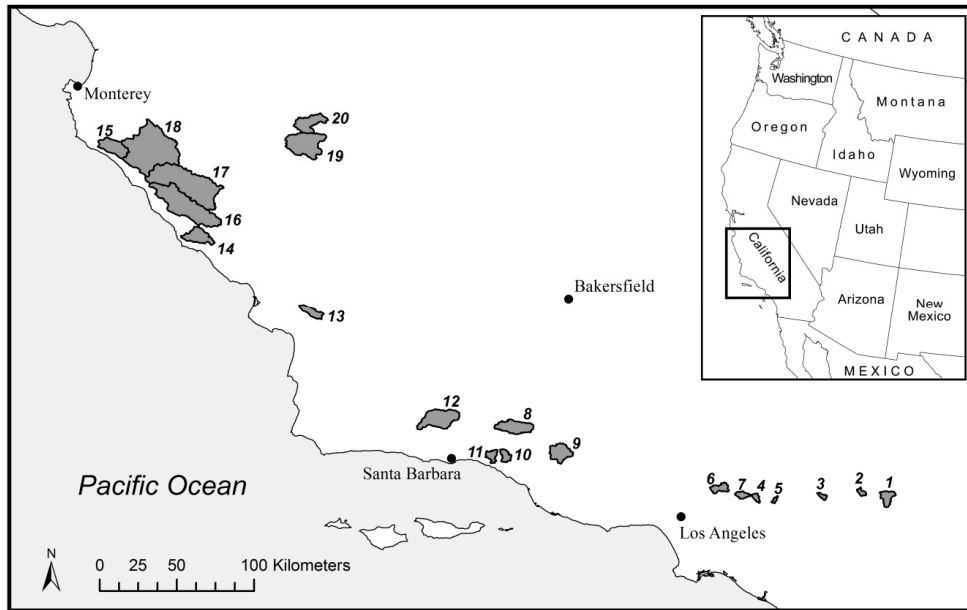 Monterey
15
18
17
16
14
20
19
13
Bakersfield
12
8
9
11
10
Santa Barbara
6
7
4
5
3
2
1
Los Angeles
Pacific Ocean
N
0 25 50 100 Kilometers
CANADA
Washington
Montana
Oregon
Idaho
Wyoming
Nevada
Utah
California
Arizona
New
Mexico
MEXICO